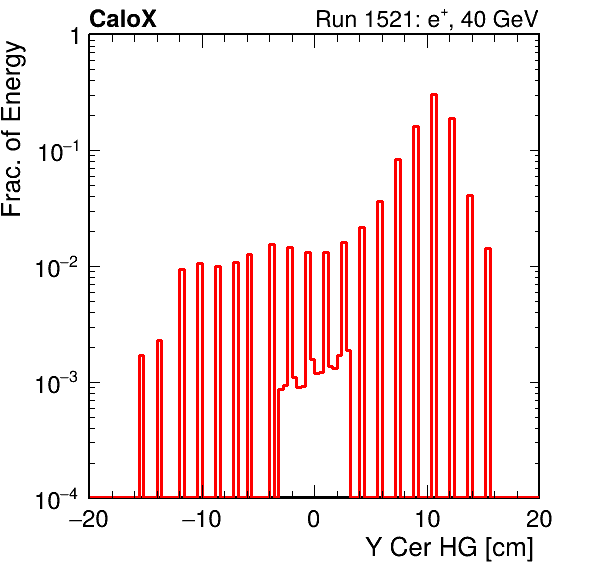 CaloX Run 1521: e⁺, 40 GeV
Frac. of Energy
1
10⁻¹
10⁻²
10⁻³
10⁻⁴
−20 −10 0 10 20
Y Cer HG [cm]